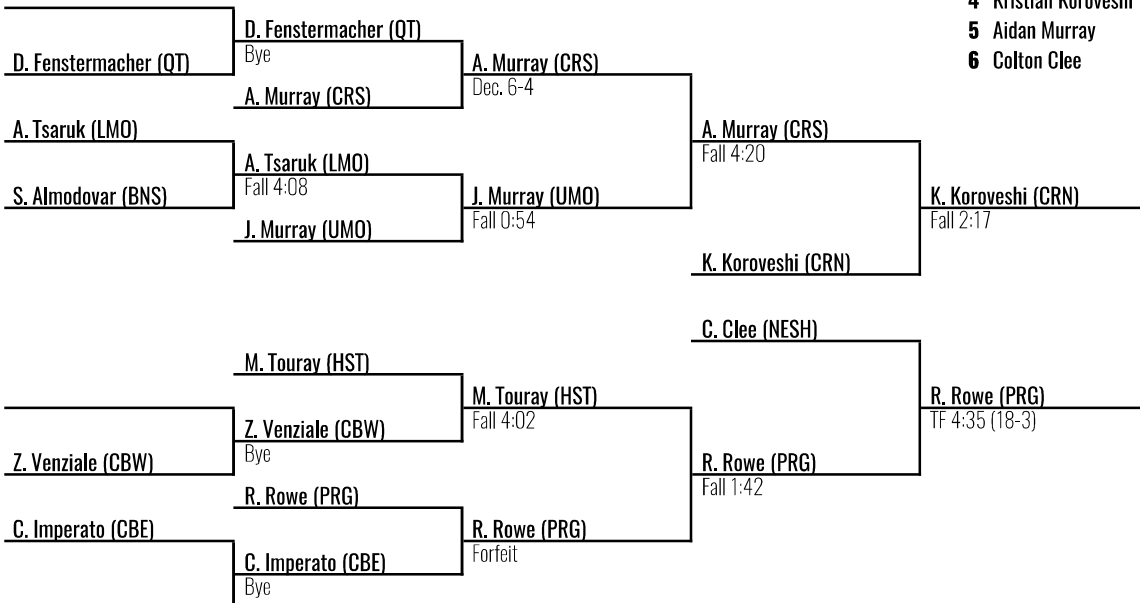 4 Kristian Koroveshi
5 Aidan Murray
6 Colton Clee
D. Fenstermacher (QT)
Bye
D. Fenstermacher (QT)
A. Murray (CRS)
Dec. 6-4
A. Murray (CRS)
A. Tsaruk (LMO)
A. Murray (CRS)
Fall 4:20
A. Tsaruk (LMO)
Fall 4:08
S. Almodovar (BNS)
J. Murray (UMO)
Fall 0:54
K. Koroveshi (CRN)
Fall 2:17
J. Murray (UMO)
K. Koroveshi (CRN)
C. Clee (NESH)
M. Touray (HST)
M. Touray (HST)
Fall 4:02
R. Rowe (PRG)
TF 4:35 (18-3)
Z. Venziale (CBW)
Bye
Z. Venziale (CBW)
R. Rowe (PRG)
Fall 1:42
R. Rowe (PRG)
C. Imperato (CBE)
R. Rowe (PRG)
Forfeit
C. Imperato (CBE)
Bye